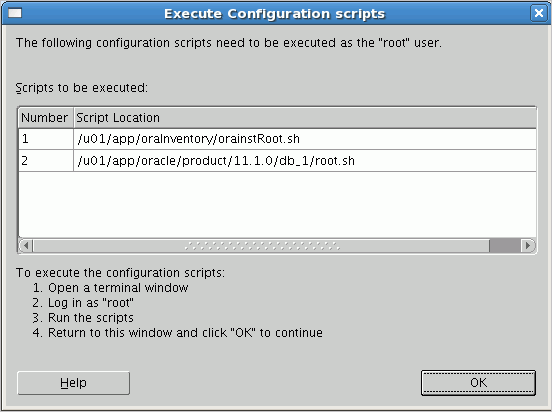 Execute Configuration scripts
The following configuration scripts need to be executed as the "root" user.
Scripts to be executed:
Number Script Location
1 /u01/app/oraInventory/orainstRoot.sh
2 /u01/app/oracle/product/11.1.0/db_1/root.sh
To execute the configuration scripts:
1. Open a terminal window
2. Log in as "root"
3. Run the scripts
4. Return to this window and click "OK" to continue
Help OK